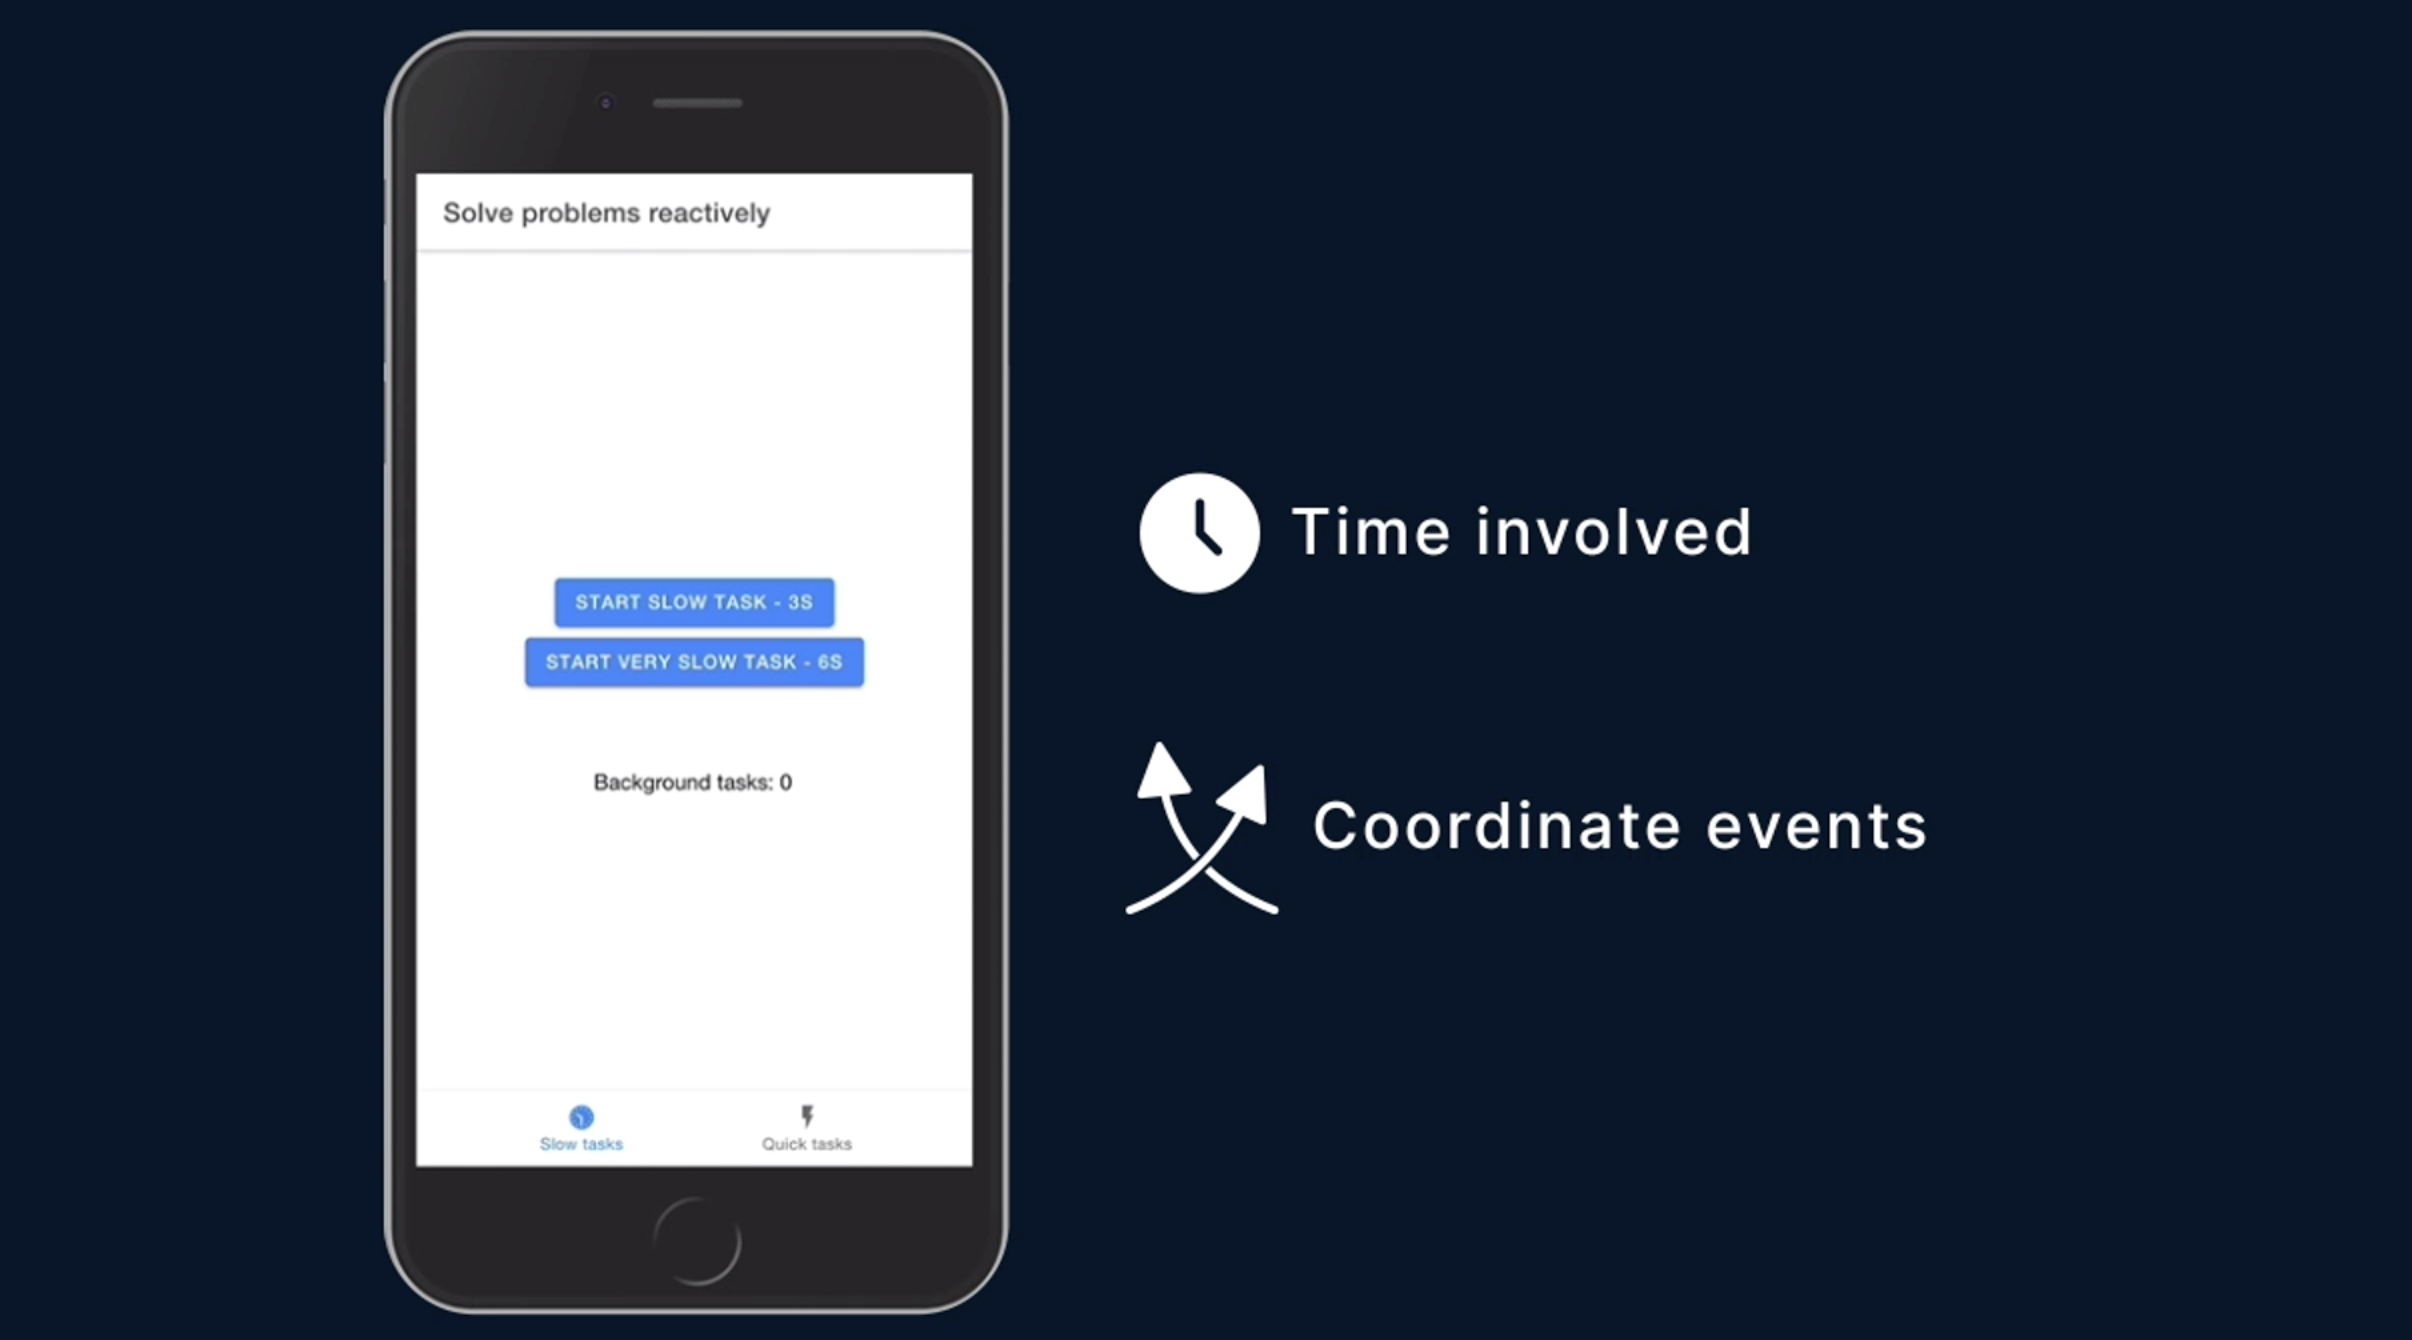 Solve problems reactively
START SLOW TASK - 3S
START VERY SLOW TASK - 6S
Background tasks: 0
Slow tasks
Quick tasks
Time involved
Coordinate events